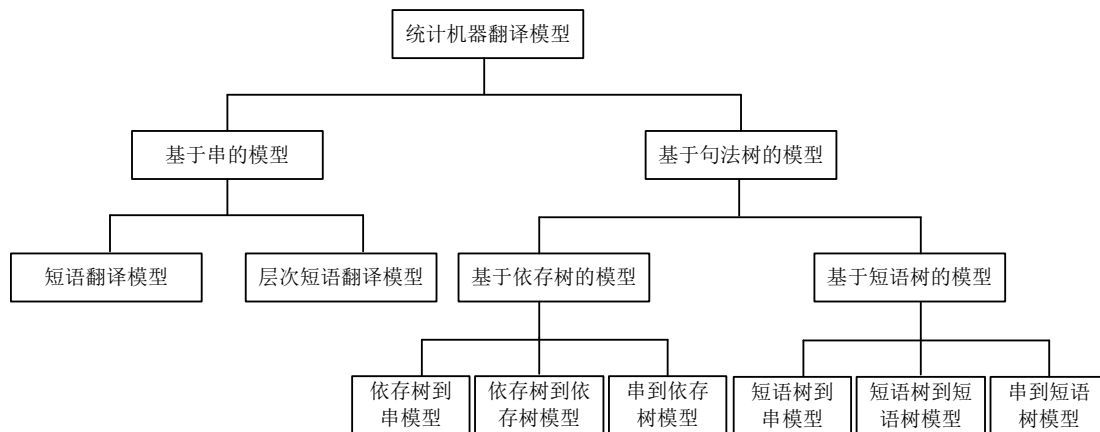 统计机器翻译模型
基于串的模型
基于句法树的模型
短语翻译模型
层次短语翻译模型
基于依存树的模型
基于短语树的模型
依存树到
串模型
依存树到依
存树模型
串到依存
树模型
短语树到
串模型
短语树到短
语树模型
串到短语
树模型